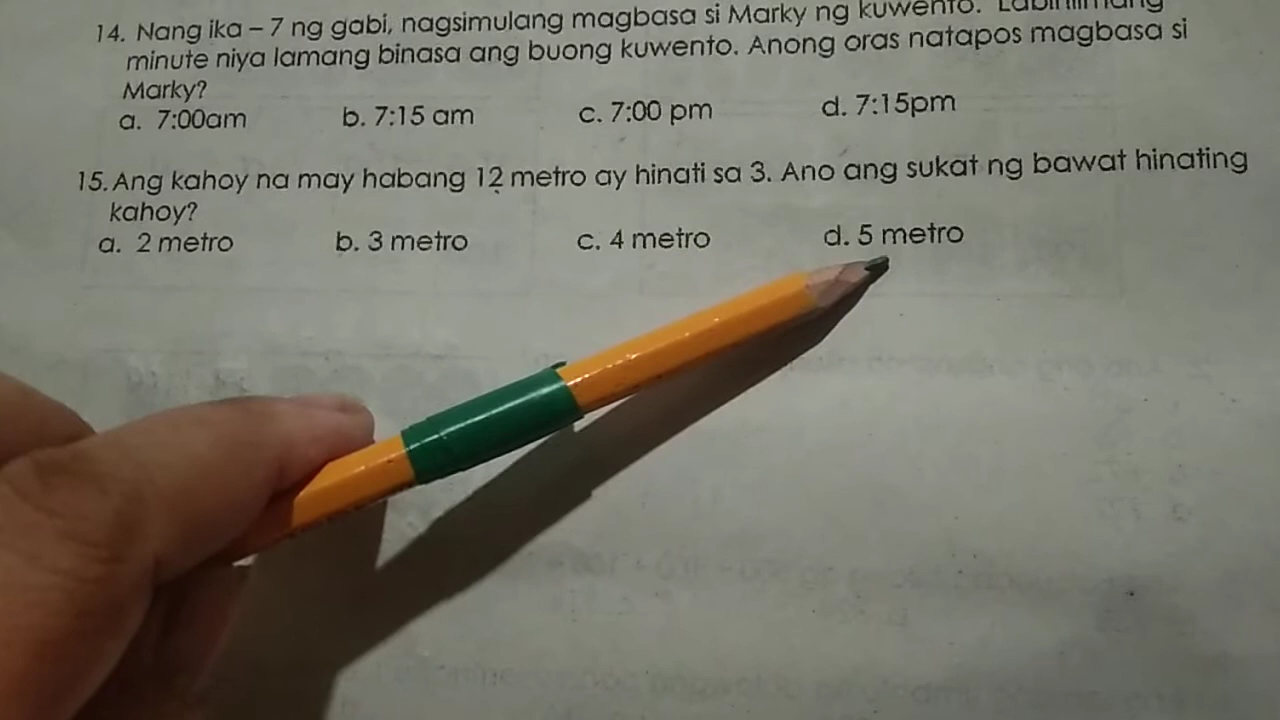 14. Nang ika – 7 ng gabi, nagsimulang magbasa si Marky ng kuwento. Labinlimang
minute niya lamang binasa ang buong kuwento. Anong oras natapos magbasa si
Marky?
a. 7:00am b. 7:15 am c. 7:00 pm d. 7:15pm
15. Ang kahoy na may habang 12 metro ay hinati sa 3. Ano ang sukat ng bawat hinating
kahoy?
a. 2 metro b. 3 metro c. 4 metro d. 5 metro